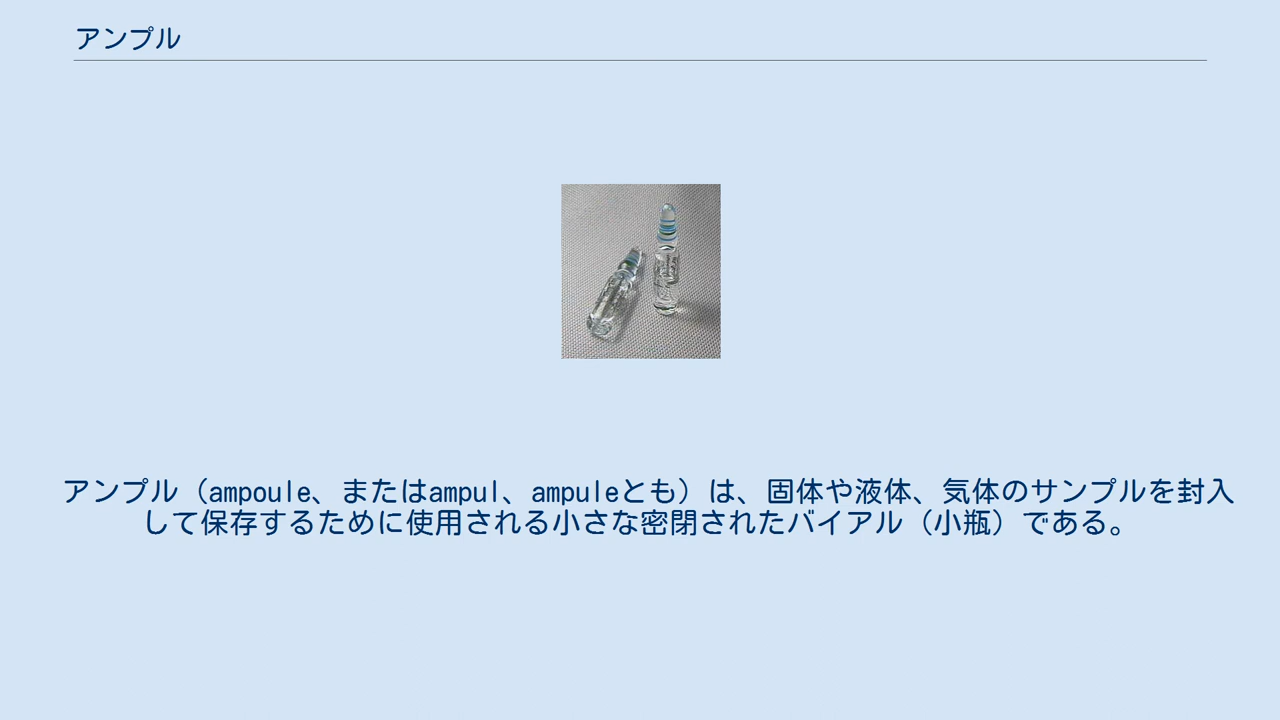 アンプル
アンプル（ampoule、またはampul、ampuleとも）は、固体や液体、気体のサンプルを封入
して保存するために使用される小さな密閉されたバイアル（小瓶）である。